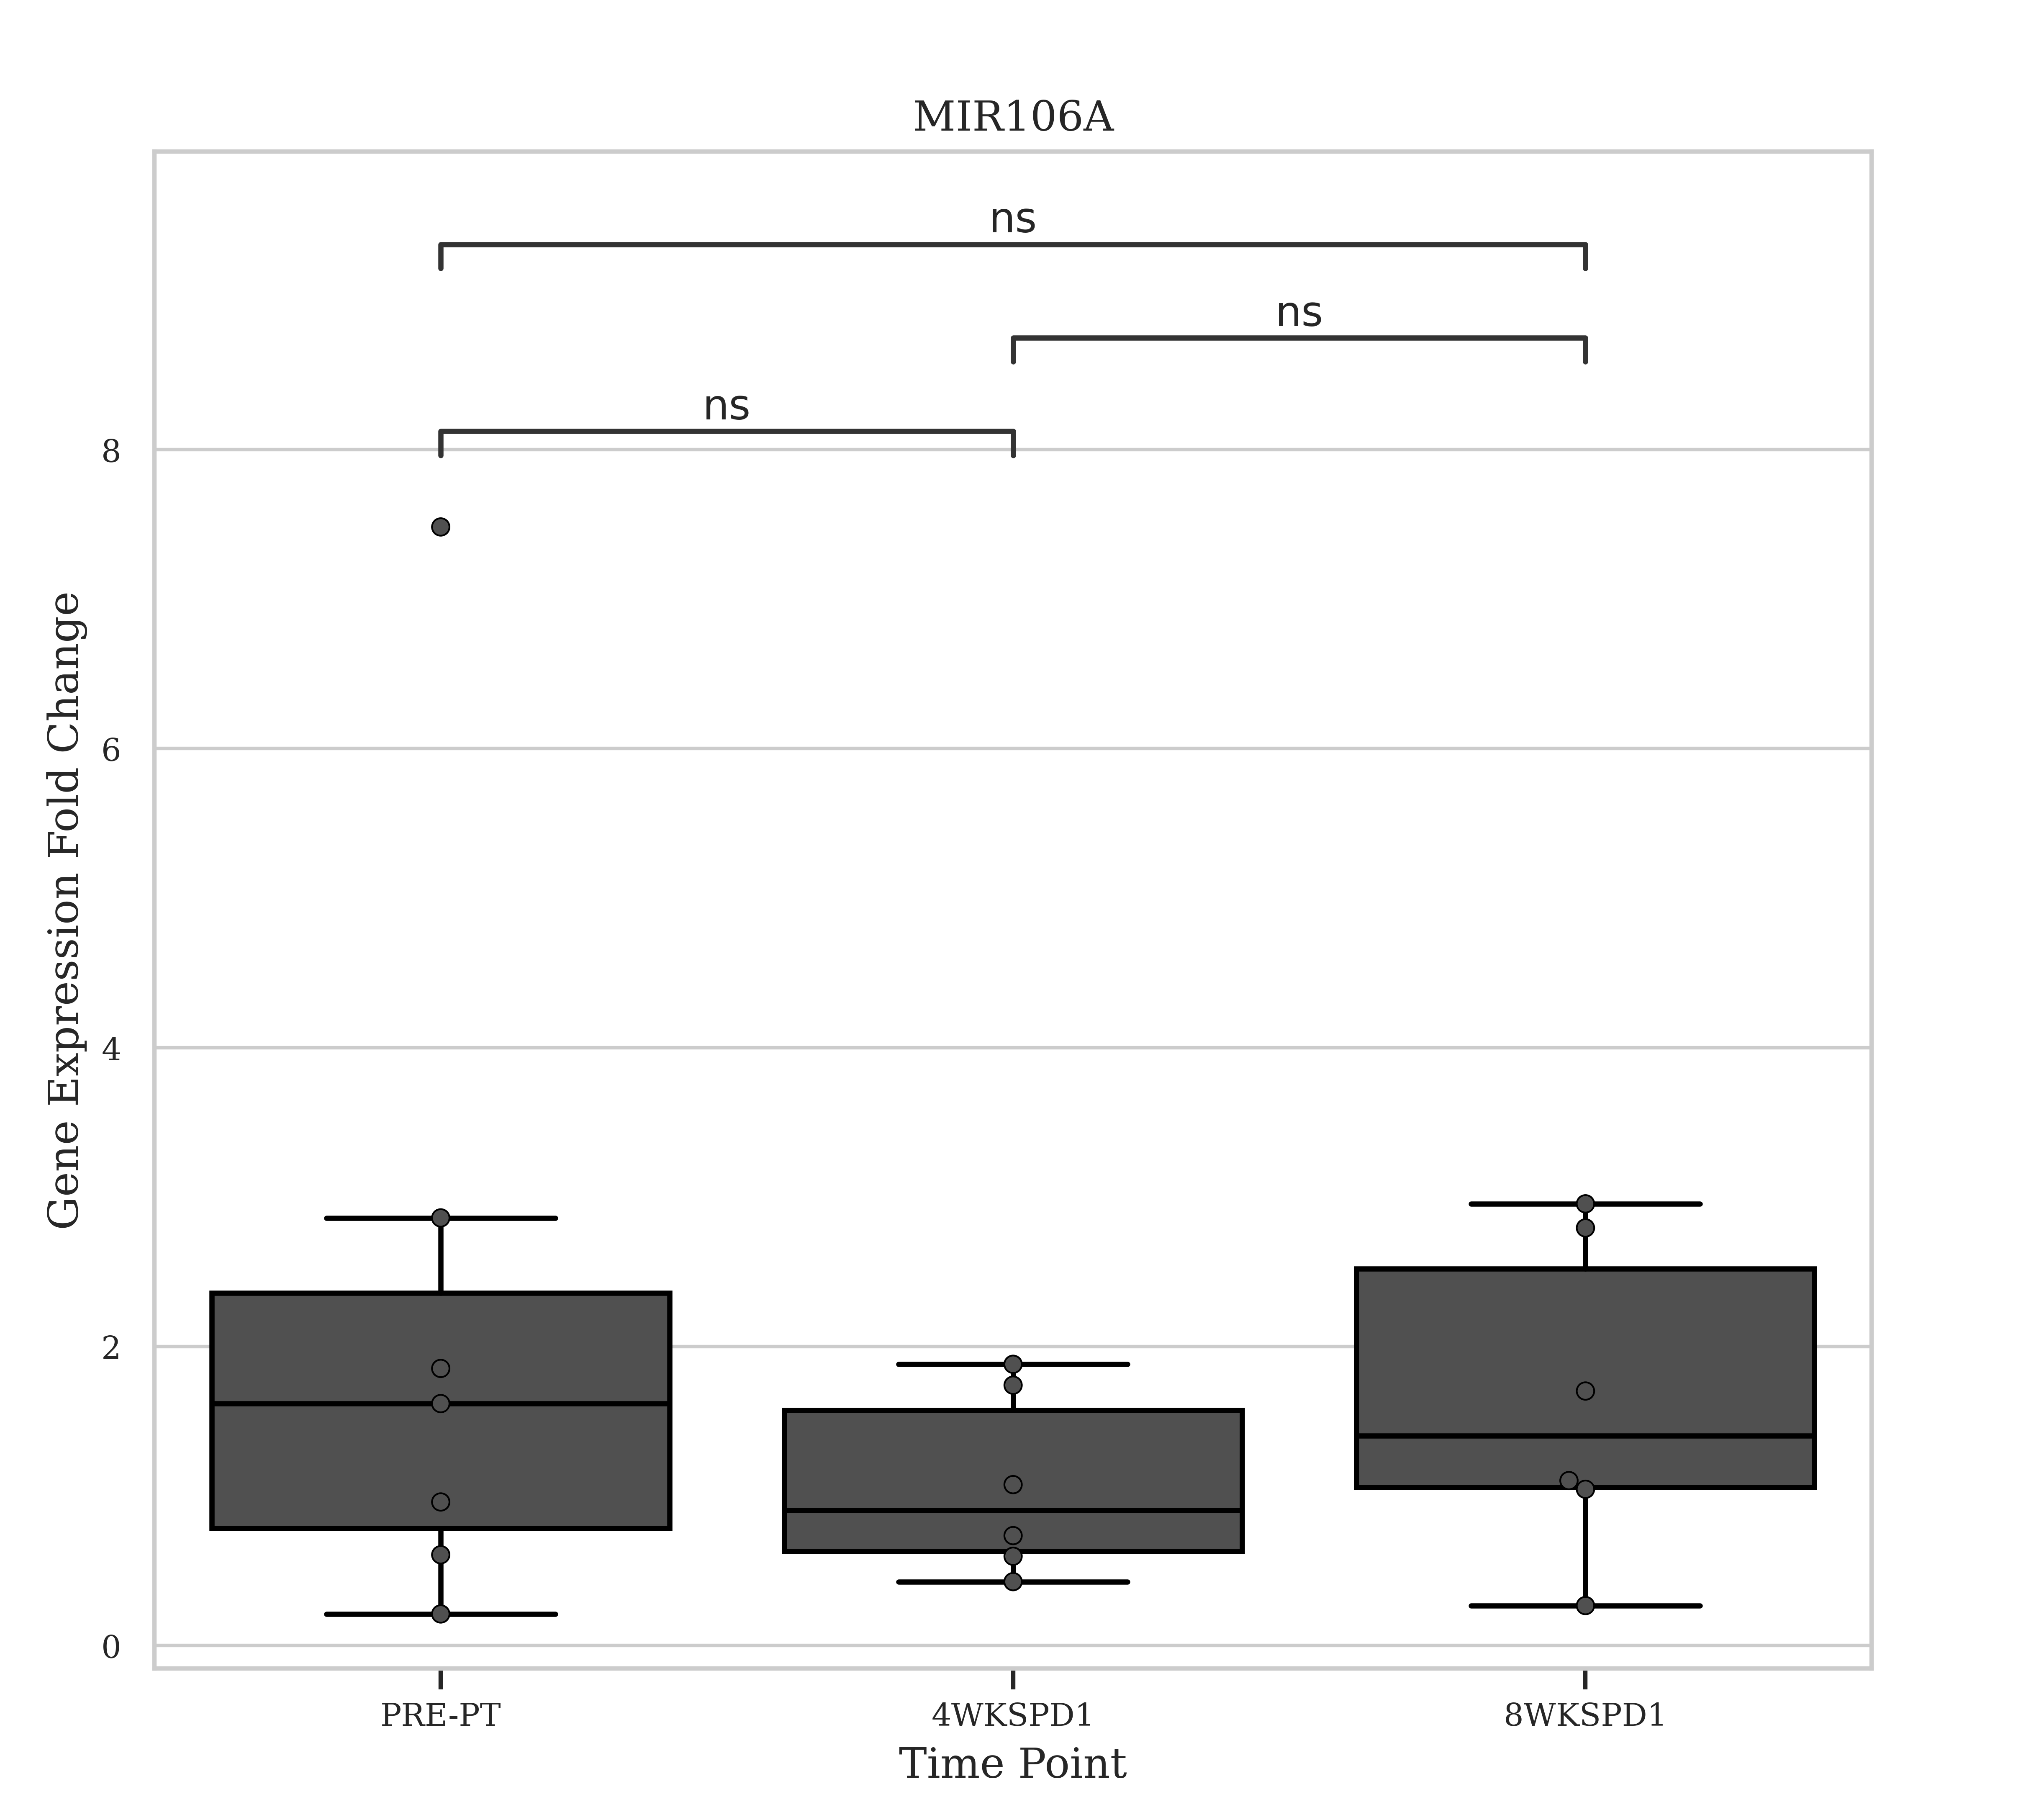 MIR106A
ns
ns
ns
Gene Expression Fold Change
8
6
4
2
0
PRE-PT
4WKSPD1
8WKSPD1
Time Point